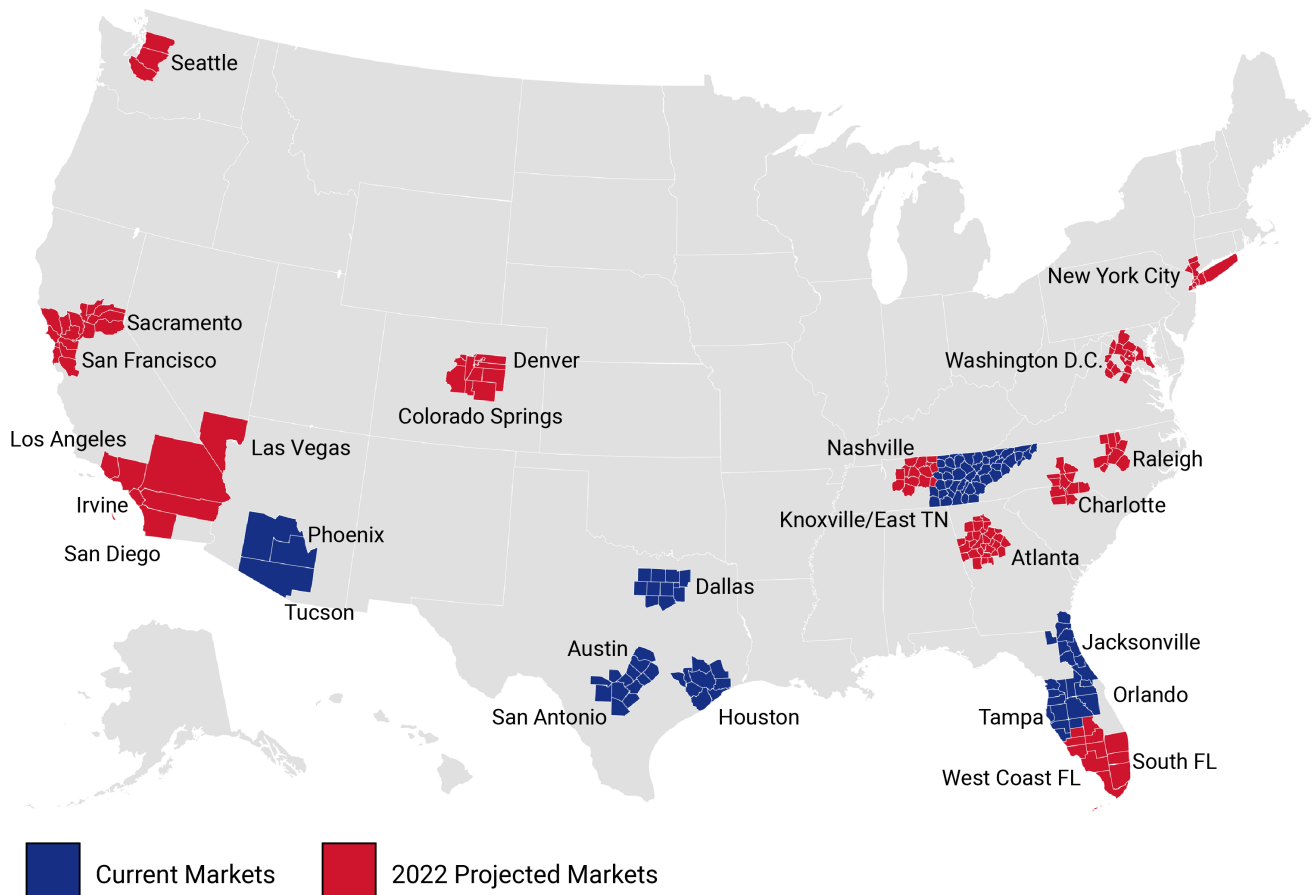 Seattle
New York City
Sacramento
San Francisco
Denver
Washington D.C.
Colorado Springs
Los Angeles
Las Vegas
Nashville
Raleigh
Irvine
Charlotte
Knoxville/East TN
Phoenix
San Diego
Atlanta
Dallas
Tucson
Jacksonville
Austin
Orlando
San Antonio
Houston
Tampa
South FL
West Coast FL
Current Markets
2022 Projected Markets